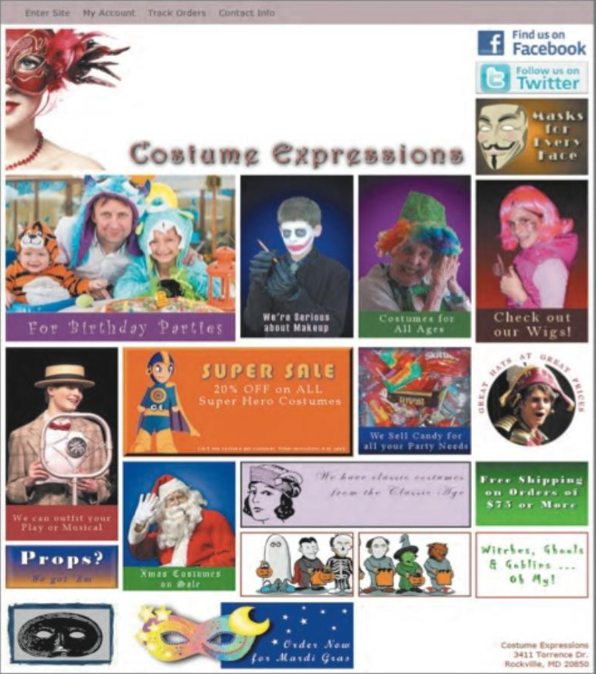 Enter Site My Account Track Orders Contact Info
Find us on
Facebook
Follow us on
Twitter
Masks
for
Every
Face
Costume Expressions
For Birthday Parties
We're Serious
about Makeup
Costumes for
All Ages
Check out
our Wigs!
SUPER SALE
20% OFF on ALL
Super Hero Costumes
We Sell Candy for
all your Party Needs
GREAT HATS AT GREAT PRICES
We can outfit your
Play or Musical
Xmas Costumes
on Sale
We have classic costumes
from the Classic Age
Free Shipping
on Orders of
$75 or More
Props?
We got 'Em
Witches, Ghouls
& Goblins ...
Oh My!
Order Now
for Mardi Gras
Costume Expressions
3411 Torrence Dr.
Rockville, MD 20850